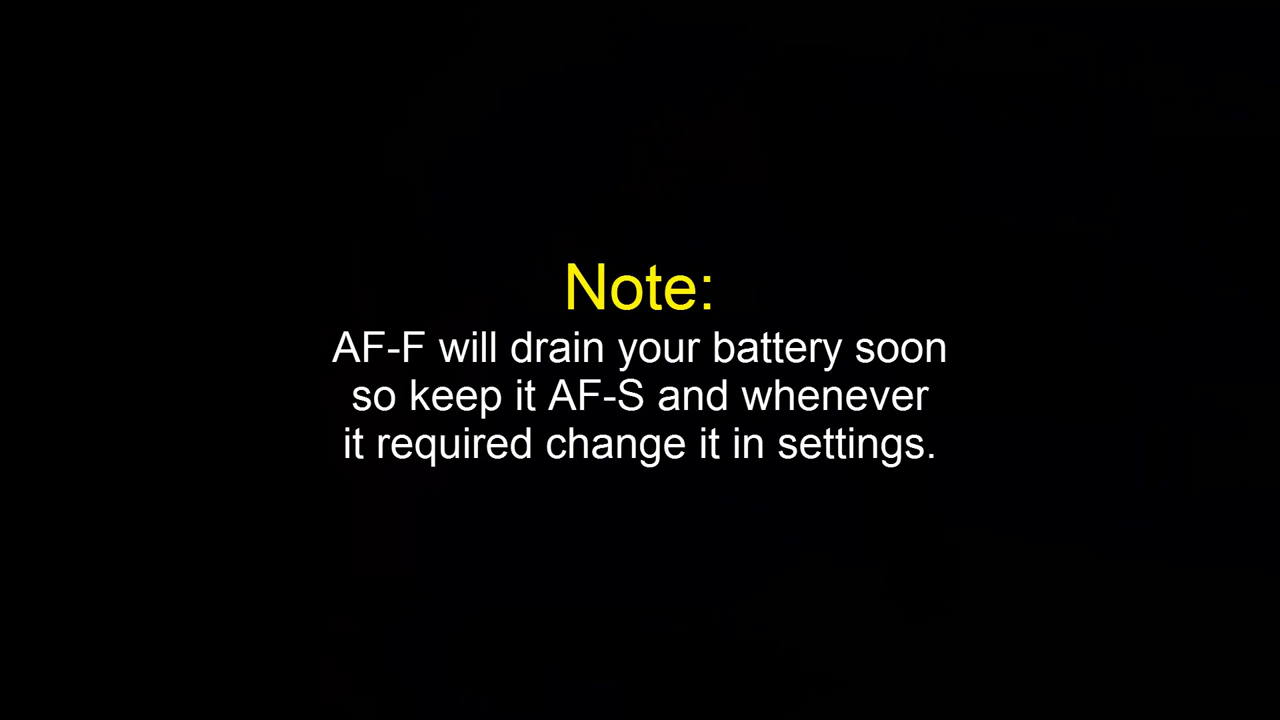 Note:
AF-F will drain your battery soon
so keep it AF-S and whenever
it required change it in settings.